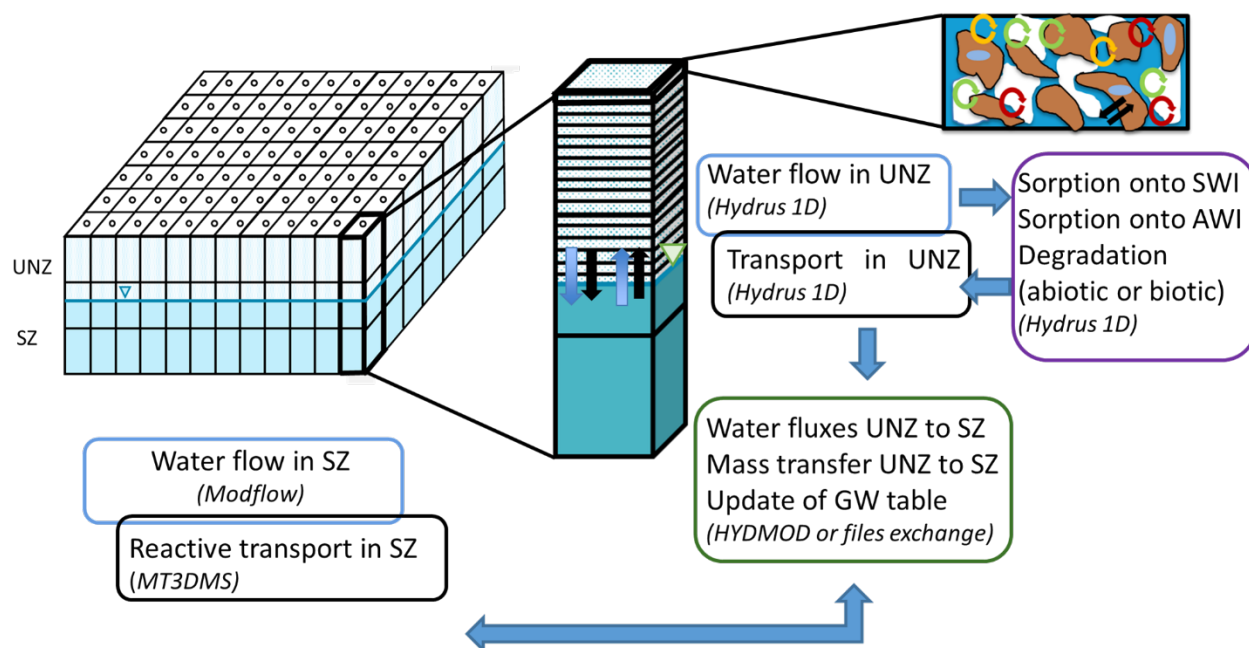 UNZ
SZ
Water flow in UNZ
(Hydrus 1D)
Transport in UNZ
(Hydrus 1D)
Sorption onto SWI
Sorption onto AWI
Degradation
(abiotic or biotic)
(Hydrus 1D)
Water fluxes UNZ to SZ
Mass transfer UNZ to SZ
Update of GW table
(HYDMOD or files exchange)
Water flow in SZ
(Modflow)
Reactive transport in SZ
(MT3DMS)